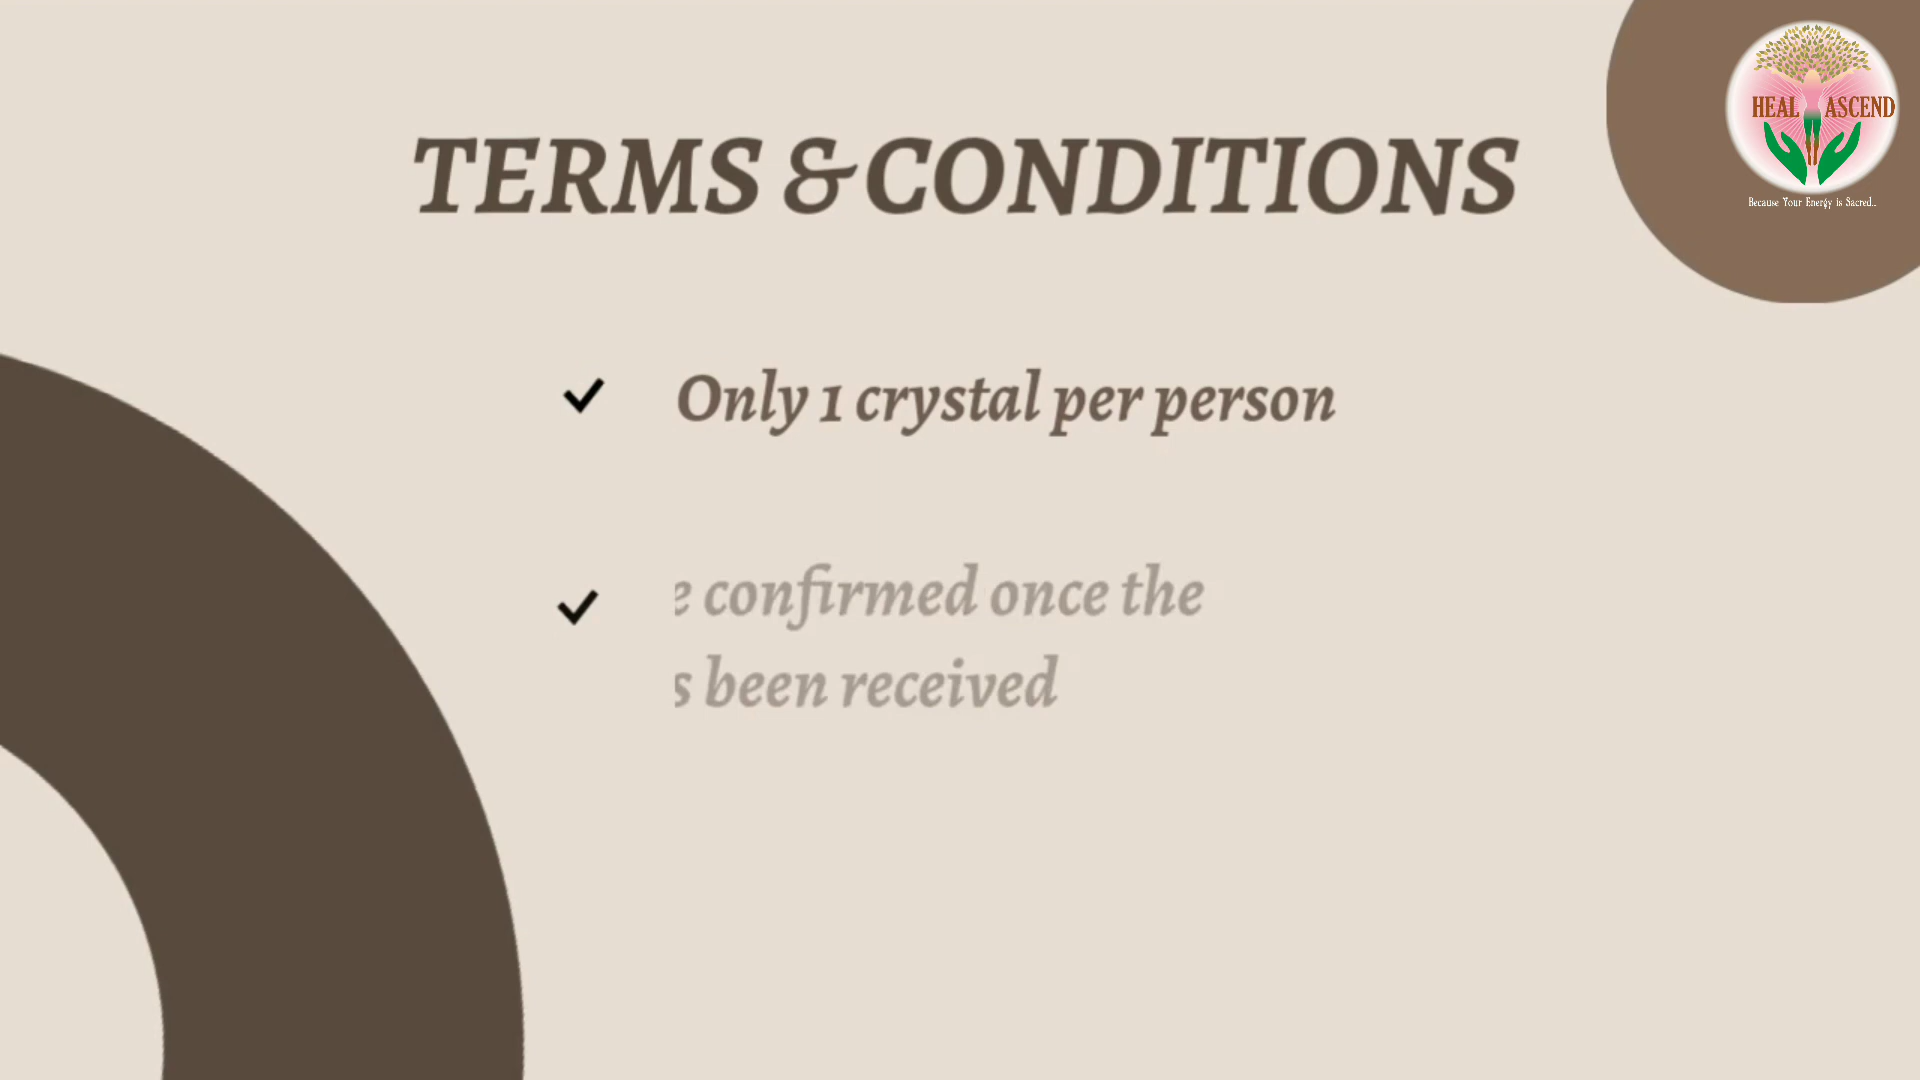 HEAL ASCEND
Because Your Energy is Sacred..
TERMS & CONDITIONS
Only 1 crystal per person
e confirmed once the
s been received